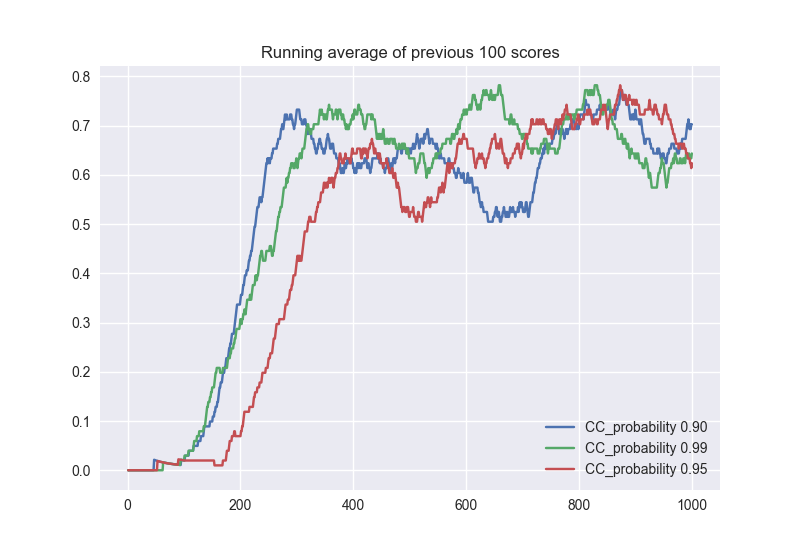 Running average of previous 100 scores
0.8
0.7
0.6
0.5
0.4
0.3
0.2
0.1
0.0
CC_probability 0.90
CC_probability 0.99
CC_probability 0.95
0 200 400 600 800 1000